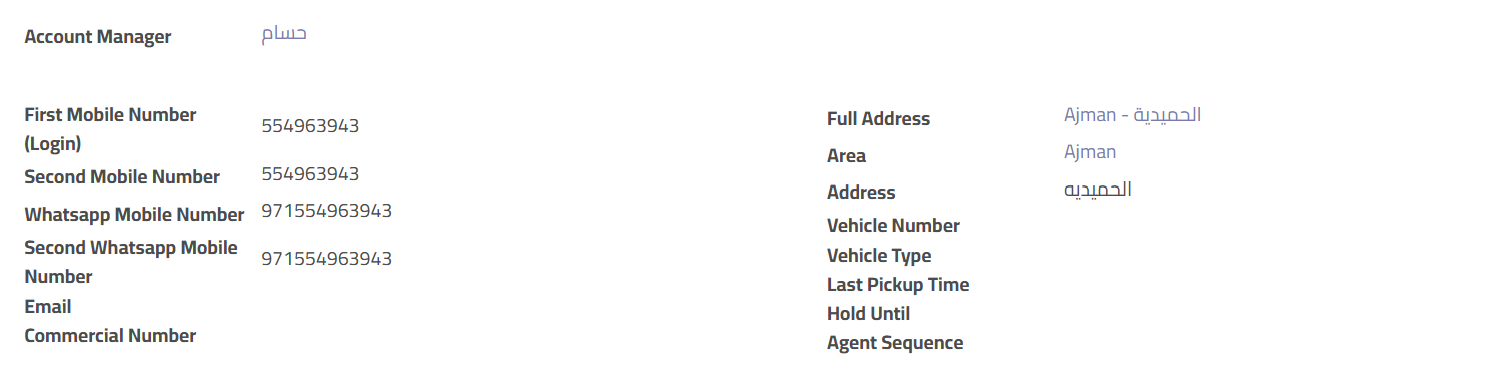 Account Manager حسام
First Mobile Number
(Login) 554963943
Second Mobile Number 554963943
Whatsapp Mobile Number 971554963943
Second Whatsapp Mobile
Number 971554963943
Email
Commercial Number
Full Address Ajman - الحميدية
Area Ajman
Address الحميديه
Vehicle Number
Vehicle Type
Last Pickup Time
Hold Until
Agent Sequence